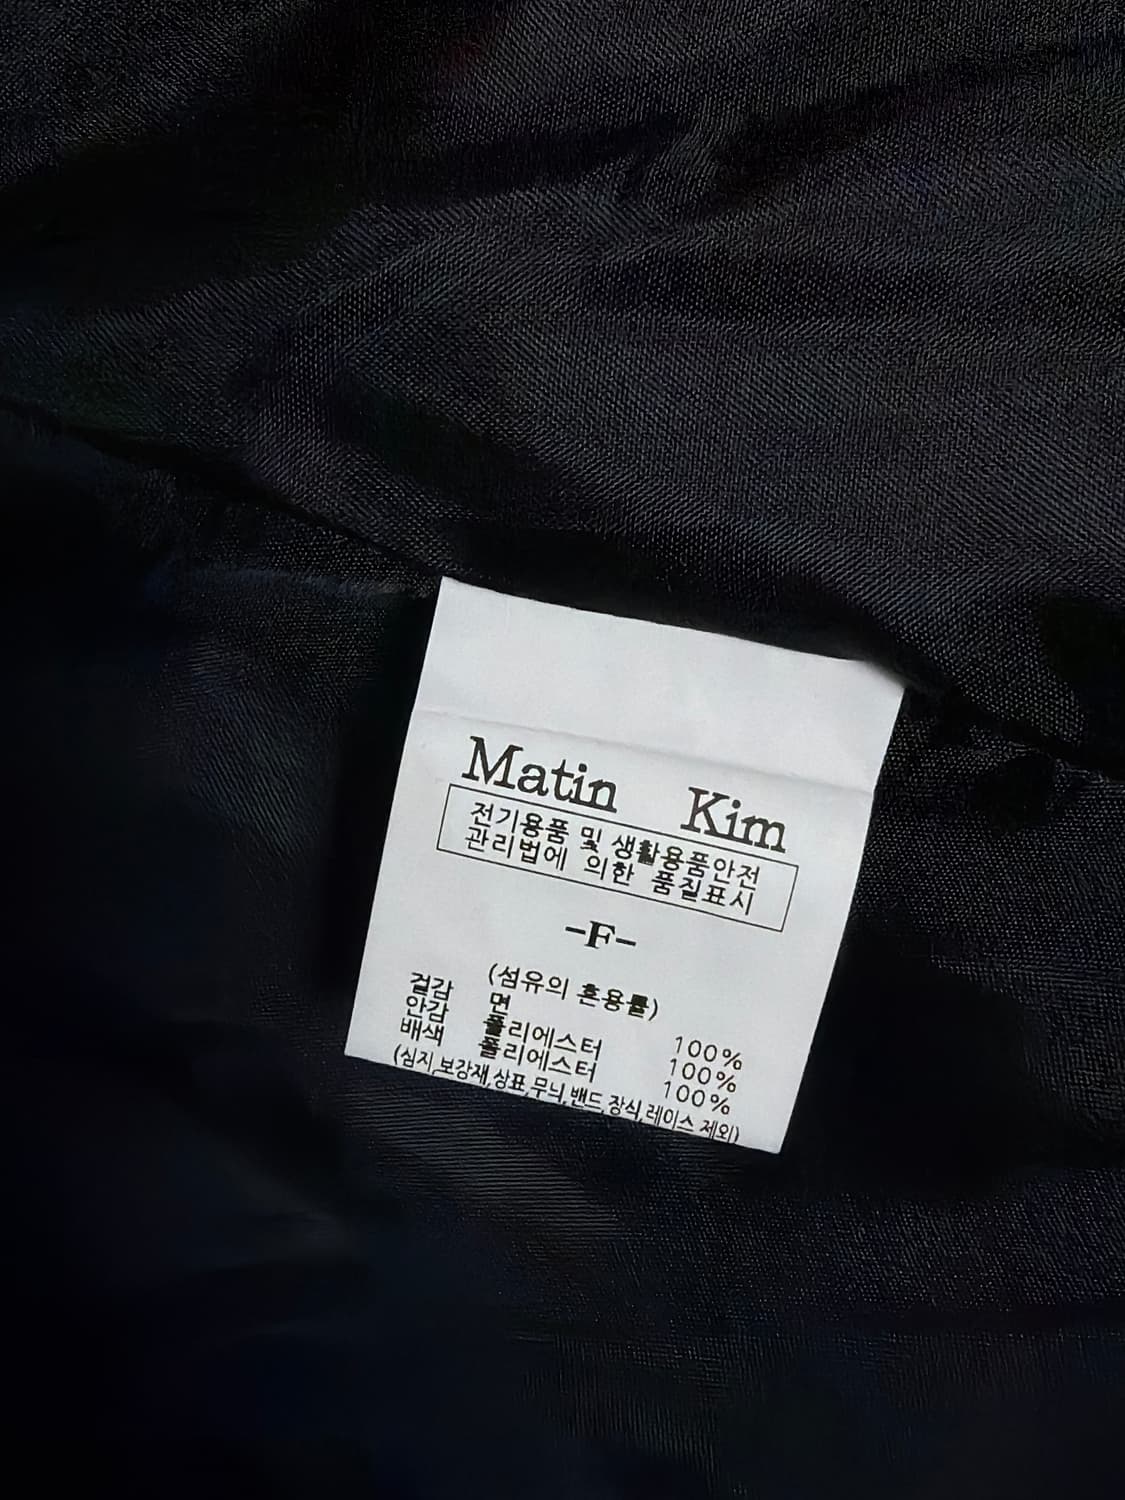 Matin Kim
전기용품 및 생활용품안전
관리법에 의한 품질표시
-F-
(섬유의 혼용률)
겉감 면 100%
안감 폴리에스터 100%
배색 폴리에스터 100%
(심지,보강재,상표,무늬,밴드,장식,레이스 제외)